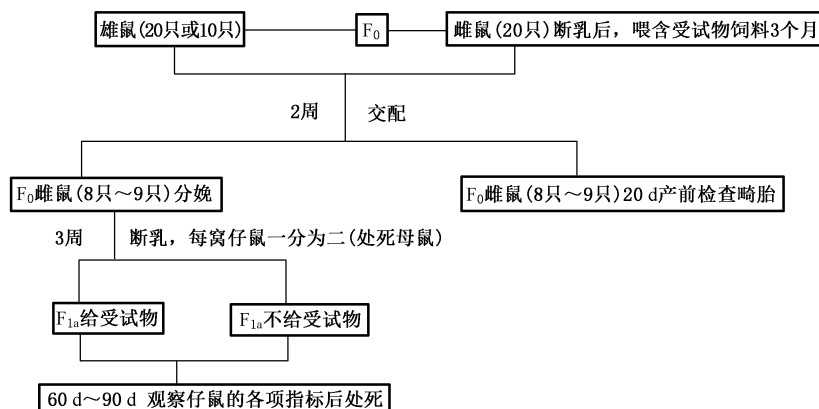 雄鼠(20只或10只)
F₀
雌鼠(20只)断乳后，喂含受试物饲料3个月
2周
交配
F₀雌鼠(8只～9只)分娩
F₀雌鼠(8只～9只)20 d产前检查畸胎
3周
断乳，每窝仔鼠一分为二(处死母鼠)
F₁ₐ给受试物
F₁ₐ不给受试物
60 d～90 d 观察仔鼠的各项指标后处死